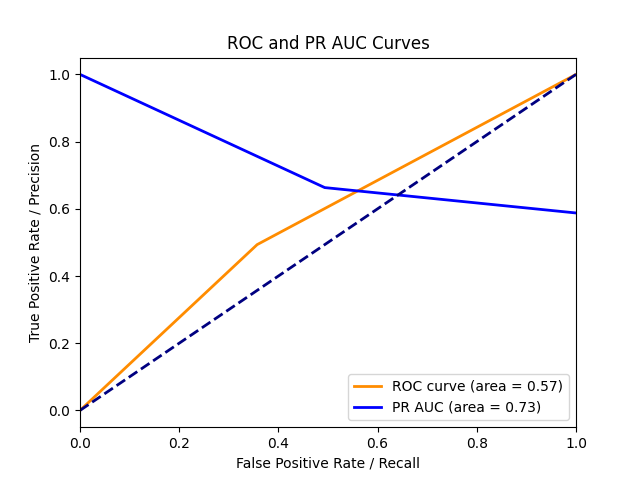 ROC and PR AUC Curves
True Positive Rate / Precision
1.0
0.8
0.6
0.4
0.2
0.0
0.0 0.2 0.4 0.6 0.8 1.0
False Positive Rate / Recall
ROC curve (area = 0.57)
PR AUC (area = 0.73)